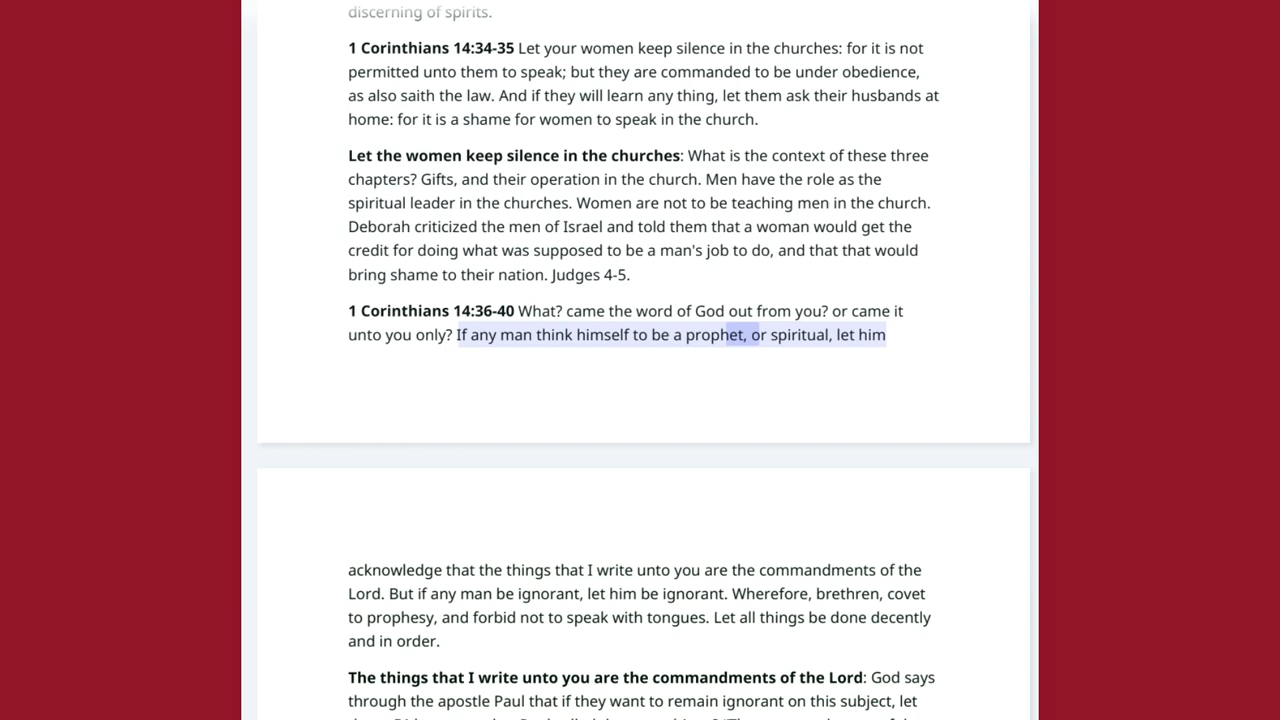 discerning of spirits.
1 Corinthians 14:34-35 Let your women keep silence in the churches: for it is not
permitted unto them to speak; but they are commanded to be under obedience,
as also saith the law. And if they will learn any thing, let them ask their husbands at
home: for it is a shame for women to speak in the church.
Let the women keep silence in the churches: What is the context of these three
chapters? Gifts, and their operation in the church. Men have the role as the
spiritual leader in the churches. Women are not to be teaching men in the church.
Deborah criticized the men of Israel and told them that a woman would get the
credit for doing what was supposed to be a man's job to do, and that that would
bring shame to their nation. Judges 4-5.
1 Corinthians 14:36-40 What? came the word of God out from you? or came it
unto you only? If any man think himself to be a prophet, or spiritual, let him
acknowledge that the things that I write unto you are the commandments of the
Lord. But if any man be ignorant, let him be ignorant. Wherefore, brethren, covet
to prophesy, and forbid not to speak with tongues. Let all things be done decently
and in order.
The things that I write unto you are the commandments of the Lord: God says
through the apostle Paul that if they want to remain ignorant on this subject, let